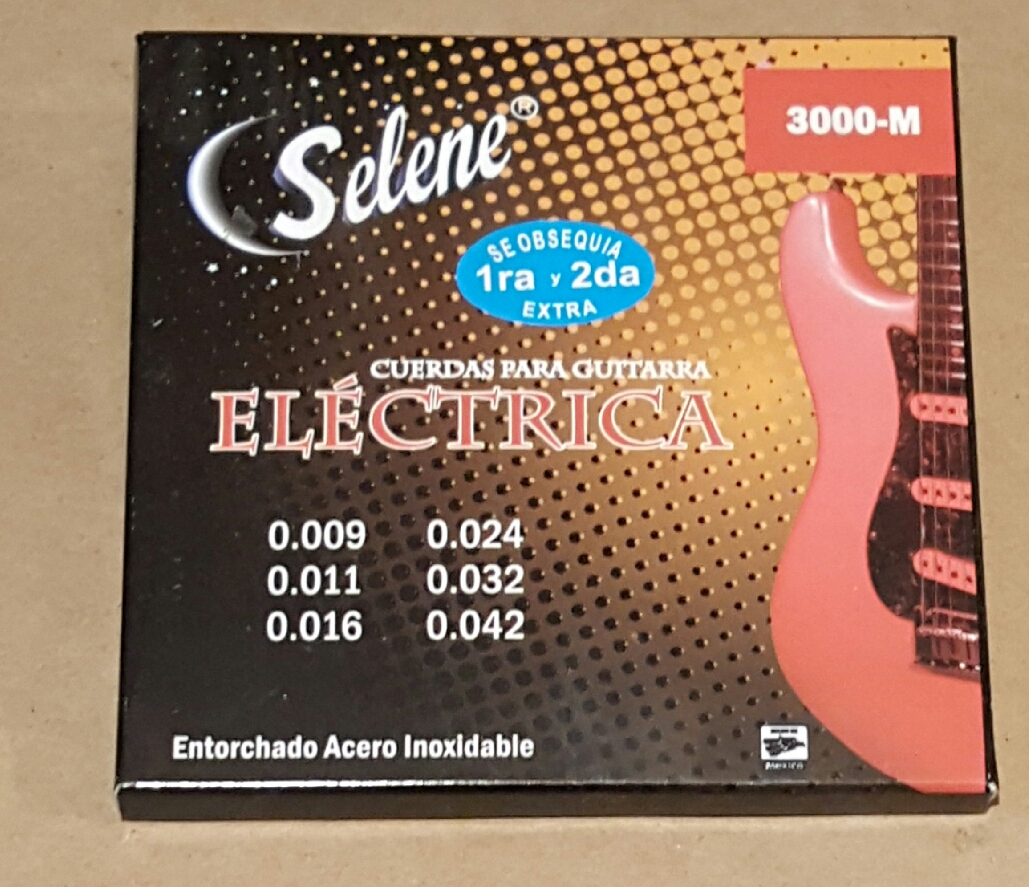 Selene®
3000-M
SE OBSEQUIA
1ra y 2da
EXTRA
CUERDAS PARA GUITARRA
ELÉCTRICA
0.009 0.024
0.011 0.032
0.016 0.042
Entorchado Acero Inoxidable